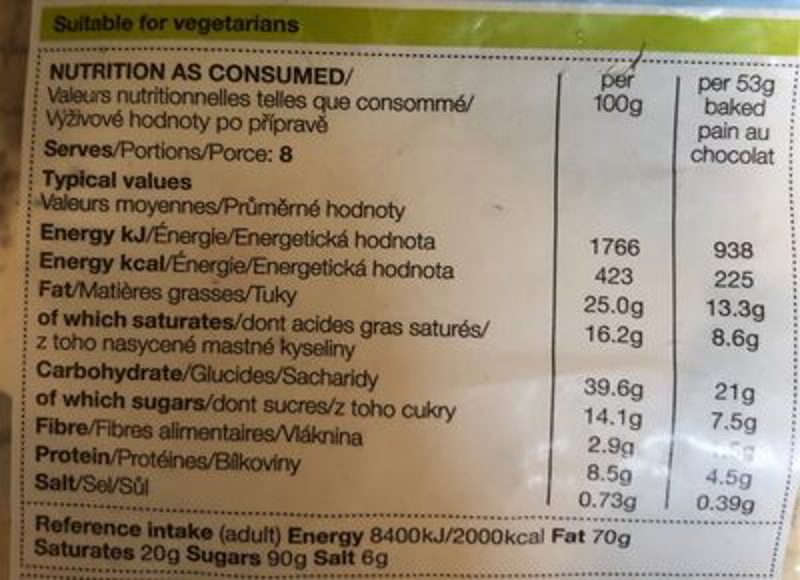 Suitable for vegetarians
NUTRITION AS CONSUMED/ per 100g per 53g baked pain au chocolat
Valeurs nutritionnelles telles que consommé/
Výživové hodnoty po přípravě
Serves/Portions/Porce: 8
Typical values
Valeurs moyennes/Průměrné hodnoty
Energy kJ/Énergie/Energetická hodnota 1766 938
Energy kcal/Énergie/Energetická hodnota 423 225
Fat/Matières grasses/Tuky 25.0g 13.3g
of which saturates/dont acides gras saturés/ 16.2g 8.6g
z toho nasycené mastné kyseliny
Carbohydrate/Glucides/Sacharidy 39.6g 21g
of which sugars/dont sucres/z toho cukry 14.1g 7.5g
Fibre/Fibres alimentaires/Vláknina 2.9g
Protein/Protéines/Bílkoviny 8.5g 4.5g
Salt/Sel/Sůl 0.73g 0.39g
Reference intake (adult) Energy 8400kJ/2000kcal Fat 70g
Saturates 20g Sugars 90g Salt 6g